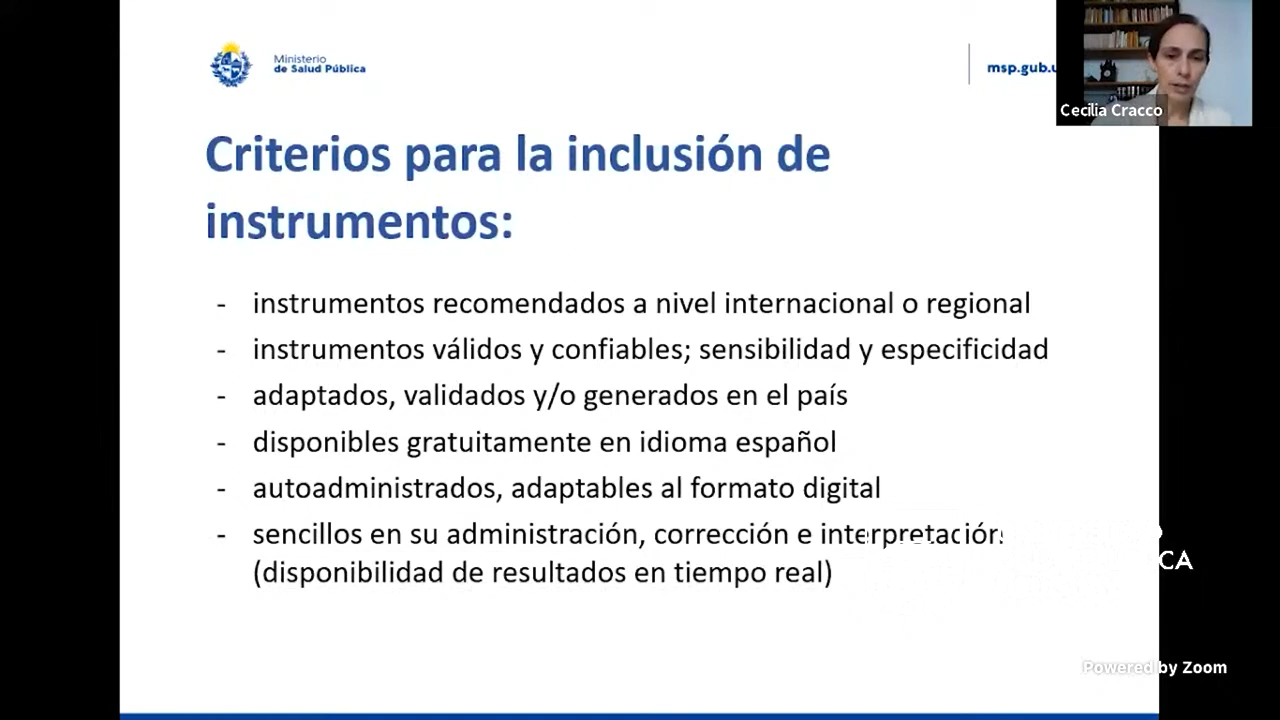 Ministerio
de Salud Pública
msp.gub.u
Cecilia Cracco
Criterios para la inclusión de
instrumentos:
- instrumentos recomendados a nivel internacional o regional
- instrumentos válidos y confiables; sensibilidad y especificidad
- adaptados, validados y/o generados en el país
- disponibles gratuitamente en idioma español
- autoadministrados, adaptables al formato digital
- sencillos en su administración, corrección e interpretación
(disponibilidad de resultados en tiempo real)
CA
Powered by Zoom